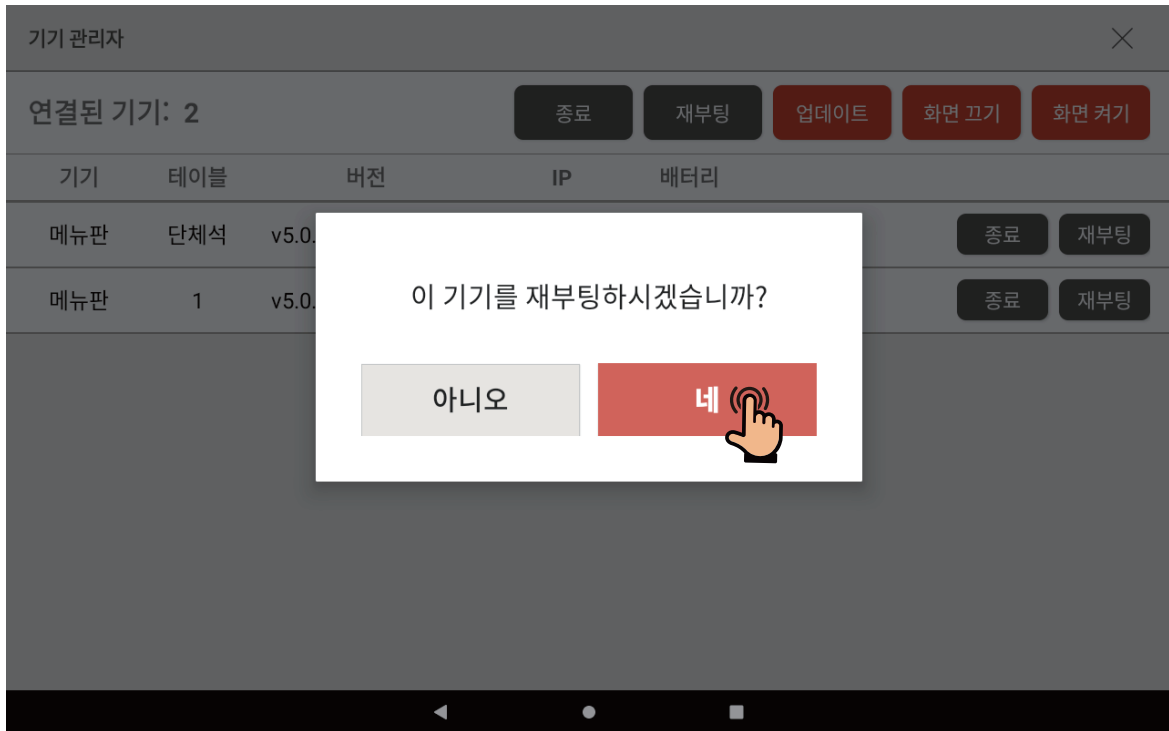 기기 관리자
연결된 기기: 2
종료 재부팅 업데이트 화면 끄기 화면 켜기
기기 테이블 버전 IP 배터리
메뉴판 단체석 v5.0. 종료 재부팅
메뉴판 1 v5.0. 종료 재부팅
이 기기를 재부팅하시겠습니까?
아니오 네